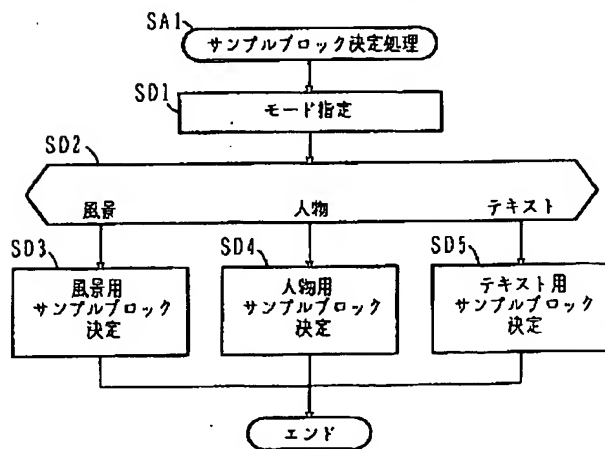 SA1
サンプルブロック決定処理
SD1
モード指定
SD2
風景 人物 テキスト
SD3 SD4 SD5
風景用 人物用 テキスト用
サンプルブロック サンプルブロック サンプルブロック
決定 決定 決定
エンド